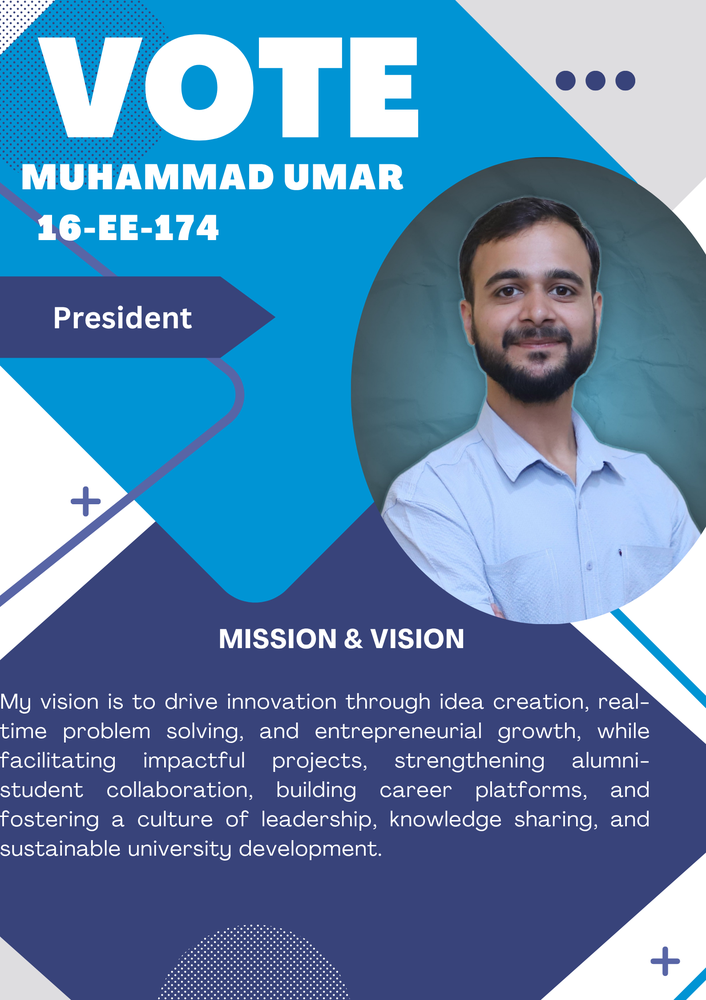 VOTE
MUHAMMAD UMAR
16-EE-174
President
MISSION & VISION
My vision is to drive innovation through idea creation, real-
time problem solving, and entrepreneurial growth, while
facilitating impactful projects, strengthening alumni-
student collaboration, building career platforms, and
fostering a culture of leadership, knowledge sharing, and
sustainable university development.